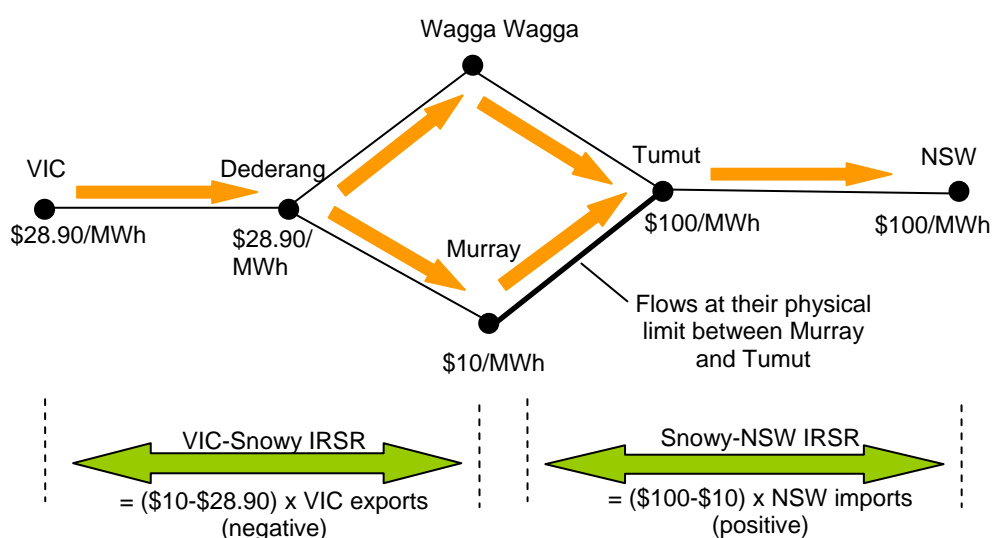 Wagga Wagga
VIC
Dederang
Tumut
NSW
$28.90/MWh
$28.90/
MWh
Murray
$100/MWh
$100/MWh
Flows at their physical
limit between Murray
and Tumut
$10/MWh
VIC-Snowy IRSR
= ($10-$28.90) x VIC exports
(negative)
Snowy-NSW IRSR
= ($100-$10) x NSW imports
(positive)